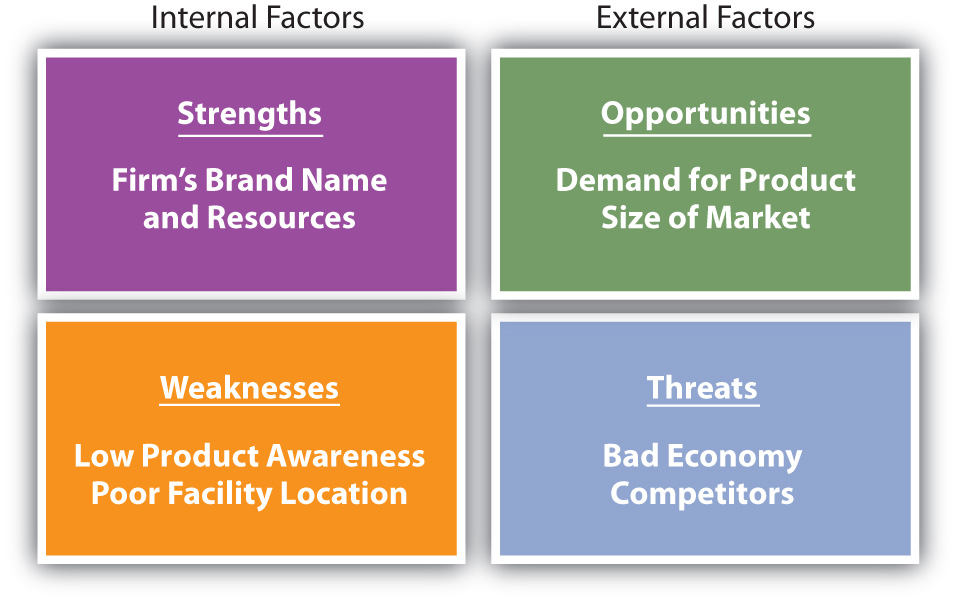 Internal Factors
External Factors
Strengths
Firm’s Brand Name
and Resources
Opportunities
Demand for Product
Size of Market
Weaknesses
Low Product Awareness
Poor Facility Location
Threats
Bad Economy
Competitors